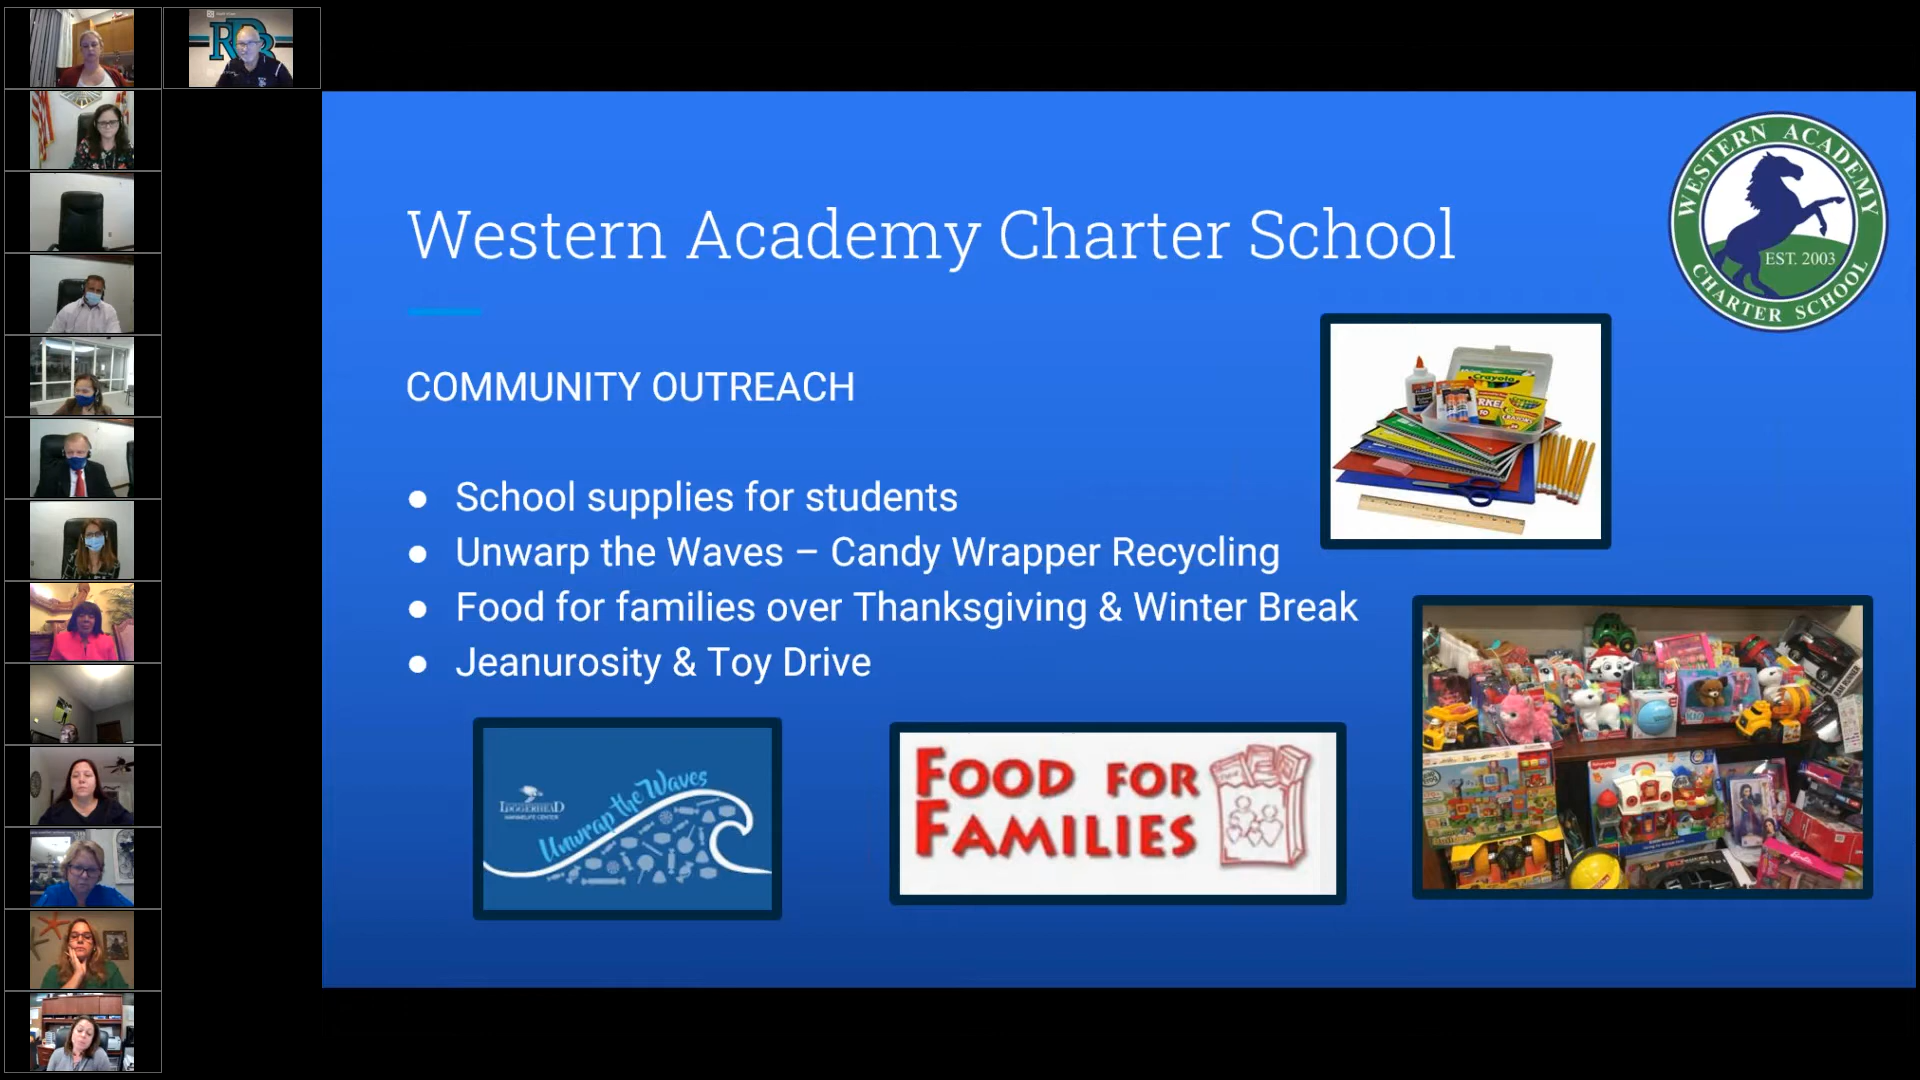 RB
WESTERN ACADEMY
CHARTER SCHOOL
EST. 2003
Western Academy Charter School
COMMUNITY OUTREACH
Crayola
● School supplies for students
● Unwarp the Waves – Candy Wrapper Recycling
● Food for families over Thanksgiving & Winter Break
● Jeanurosity & Toy Drive
LOGGERHEAD
MARINELIFE CENTER
Unwrap the Waves
FOOD FOR
FAMILIES